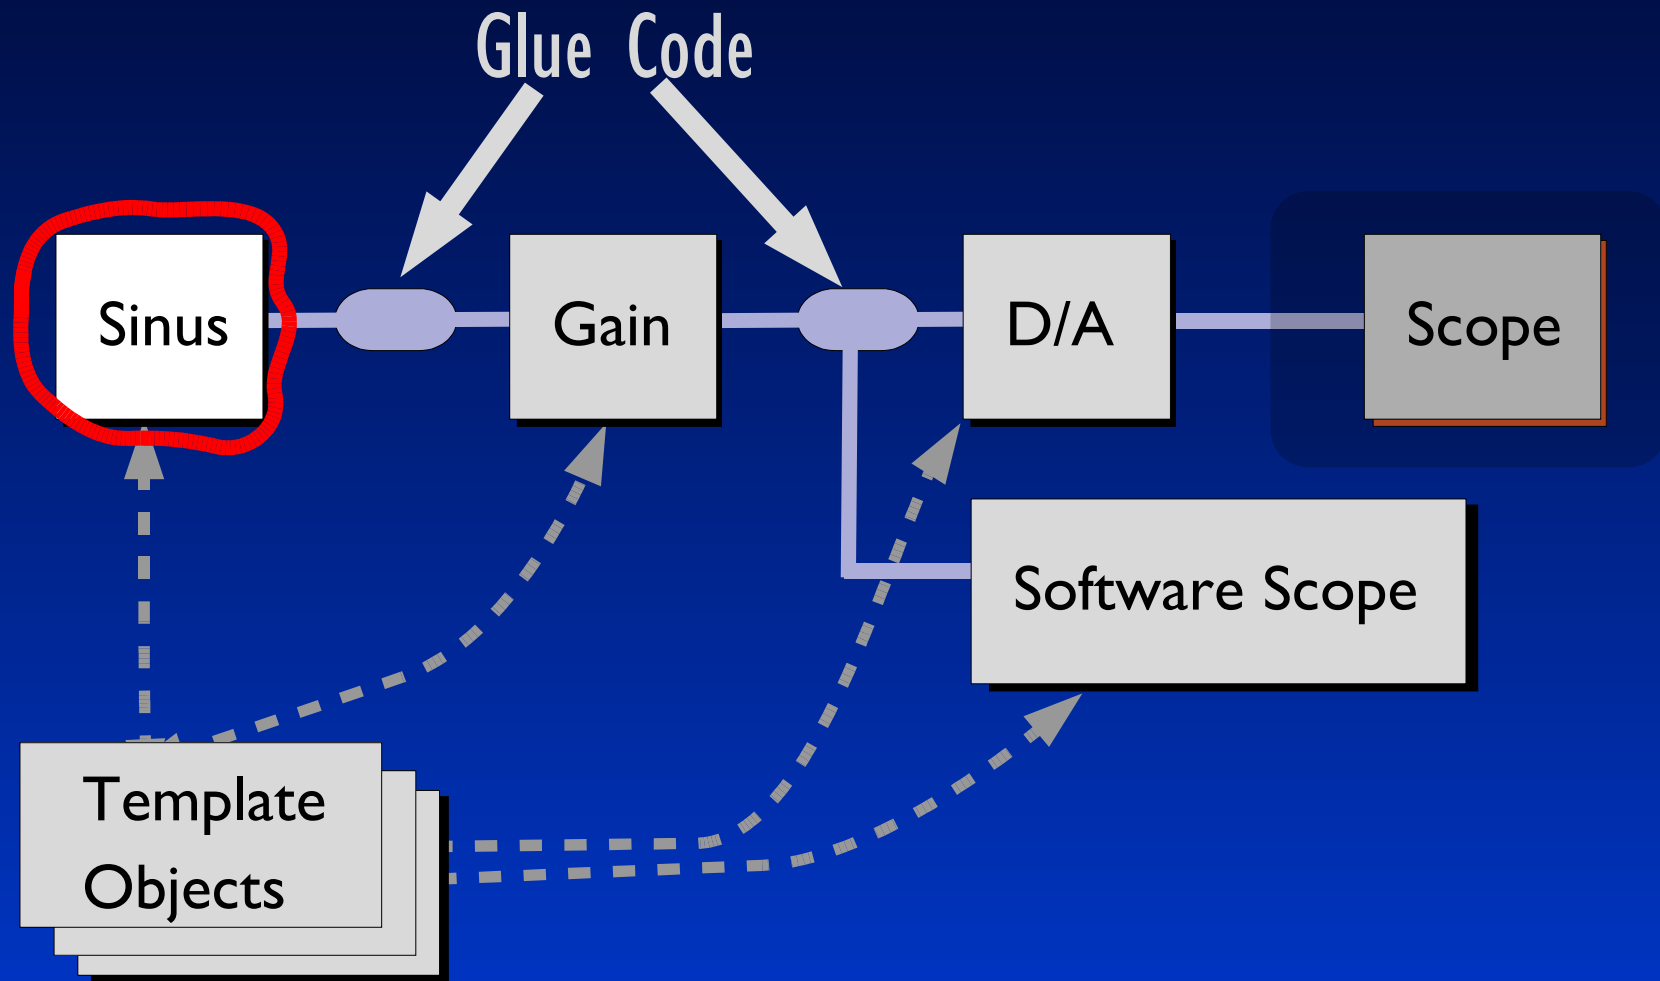 Glue Code
Sinus
Gain
D/A
Scope
Software Scope
Template
Objects